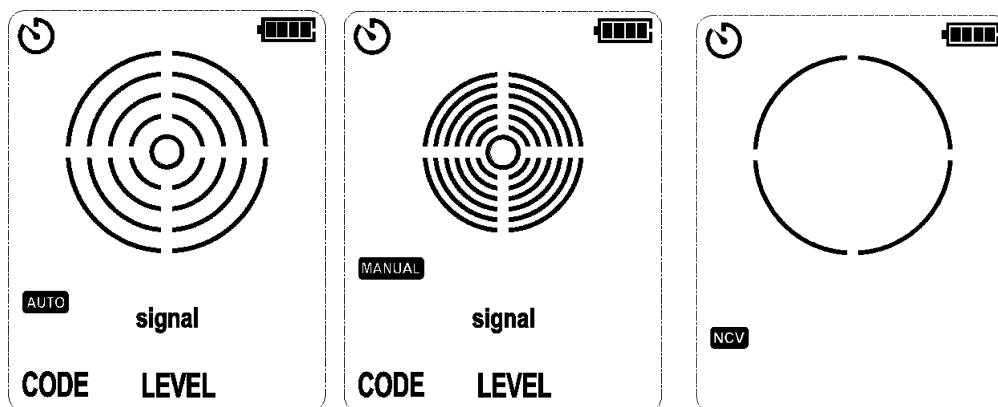 AUTO
signal
CODE LEVEL
MANUAL
signal
CODE LEVEL
NCV